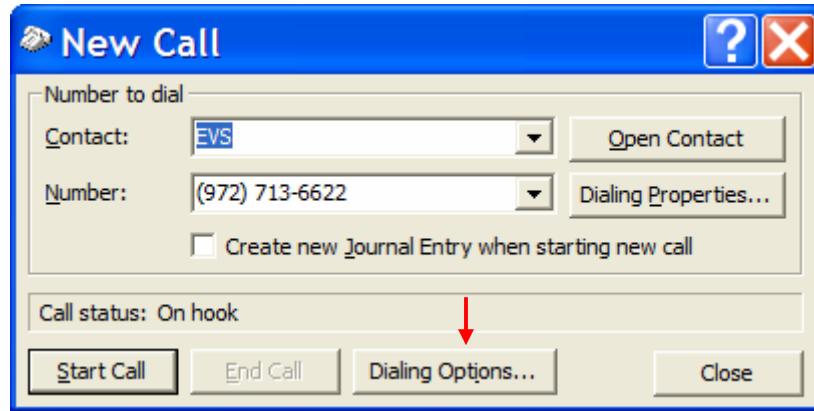 New Call
Number to dial
Contact: EVS Open Contact
Number: (972) 713-6622 Dialing Properties...
Create new Journal Entry when starting new call
Call status: On hook
Start Call End Call Dialing Options... Close